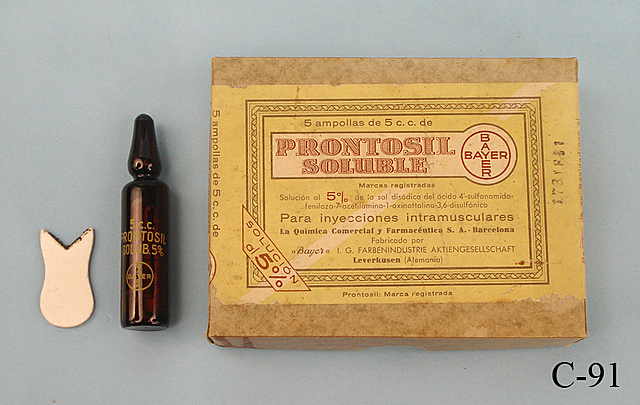 5 ampollas de 5 c.c. de
PRONTOSIL
SOLUBLE
BAYER
BAYER
Marcas registradas
Solución al 5% de la sal disódica del ácido 4'-sulfonamido-
fenilazo-7-acetilamino-1-oxinaftalina-3,6-disulfónico
Para inyecciones intramusculares
La Química Comercial y Farmacéutica S. A. - Barcelona
Fabricado por
»Bayer« I. G. FARBENINDUSTRIE AKTIENGESELLSCHAFT
Leverkusen (Alemania)
SOLUCIÓN
al 5%
Prontosil: Marca registrada
5 ampollas de 5 c.c. de
5 c.c.
PRONTOSIL
SOLUB. 5%
BAYER
C-91